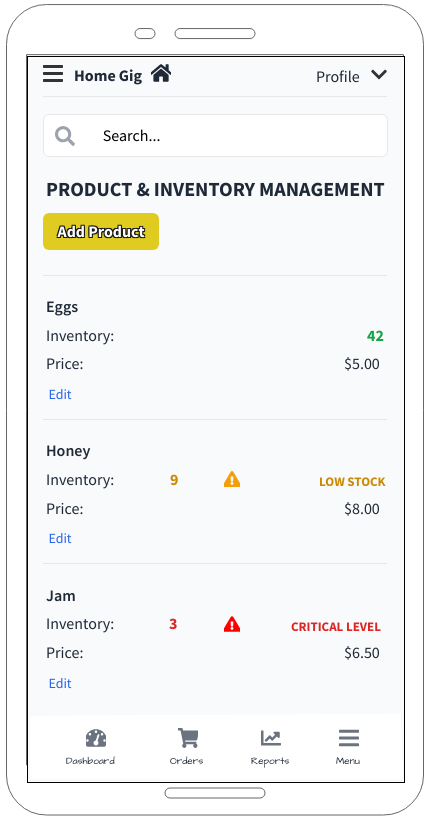 Home Gig Profile
Search...
PRODUCT & INVENTORY MANAGEMENT
Add Product
Eggs
Inventory: 42
Price: $5.00
Edit
Honey
Inventory: 9 LOW STOCK
Price: $8.00
Edit
Jam
Inventory: 3 CRITICAL LEVEL
Price: $6.50
Edit
Dashboard Orders Reports Menu